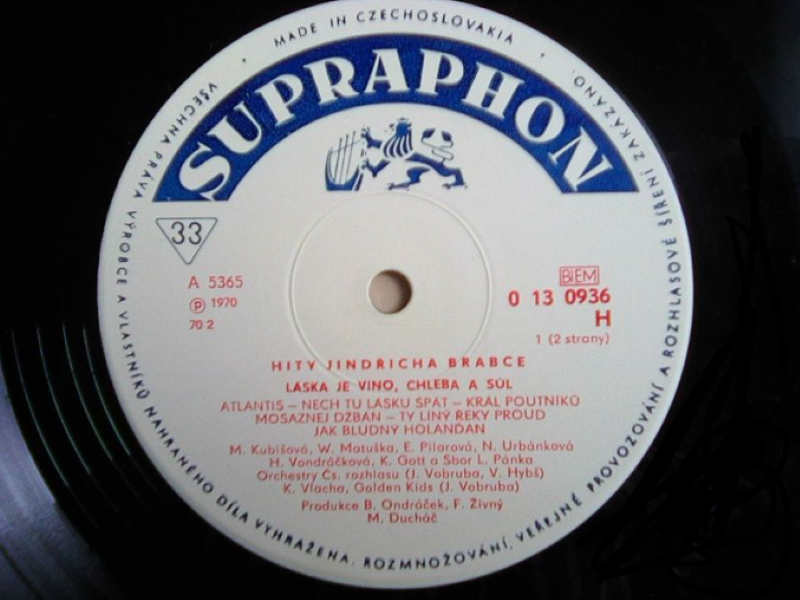 MADE IN CZECHOSLOVAKIA
SUPRAPHON
33
A 5365
Ⓟ 1970
70 2
BIEM
0 13 0936
H
1 (2 strany)
HITY JINDŘICHA BRABCE
LÁSKA JE VÍNO, CHLEBA A SŮL
ATLANTIS – NECH TU LÁSKU SPÁT – KRÁL POUTNÍKŮ
MOSAZNEJ DŽBÁN – TY LÍNÝ ŘEKY PROUD
JAK BLUDNÝ HOLANĎAN
M. Kubišová, W. Matuška, E. Pilarová, N. Urbánková
H. Vondráčková, K. Gott a Sbor L. Pánka
Orchestry Čs. rozhlasu (J. Vobruba, V. Hybš)
K. Vlacha, Golden Kids (J. Vobruba)
Produkce B. Ondráček, F. Živný
M. Ducháč
VŠECHNA PRÁVA VÝROBCE A VLASTNÍKŮ NAHRANÉHO DÍLA VYHRAŽENA. ROZMNOŽOVÁNÍ, VEŘEJNÉ PROVOZOVÁNÍ A ROZHLASOVÉ ŠÍŘENÍ ZAKÁZÁNO.